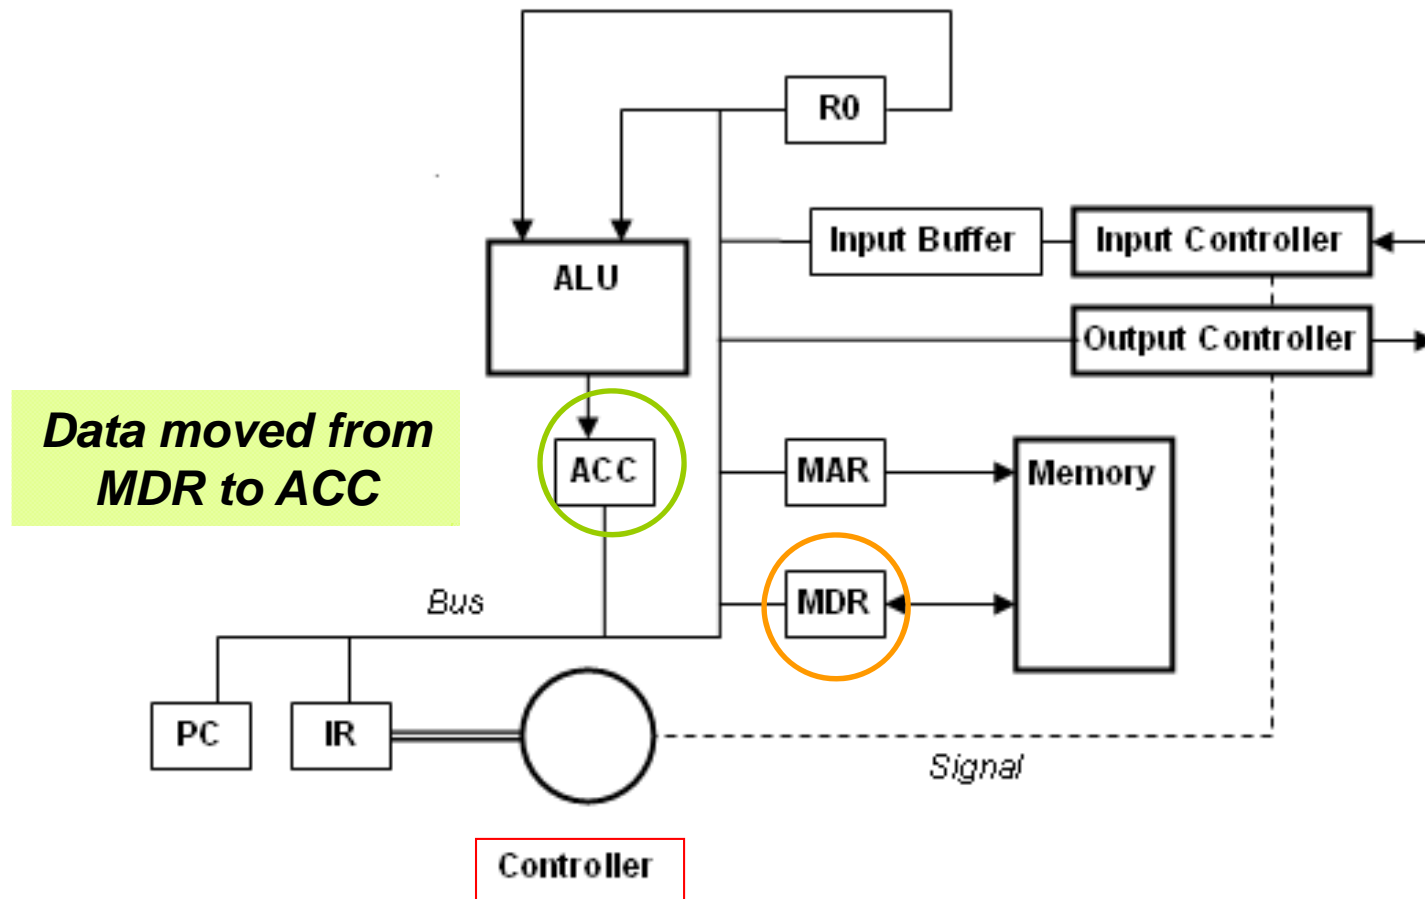 R0
Input Buffer
Input Controller
ALU
Output Controller
Data moved from
MDR to ACC
ACC
MAR
Memory
MDR
Bus
PC
IR
Signal
Controller